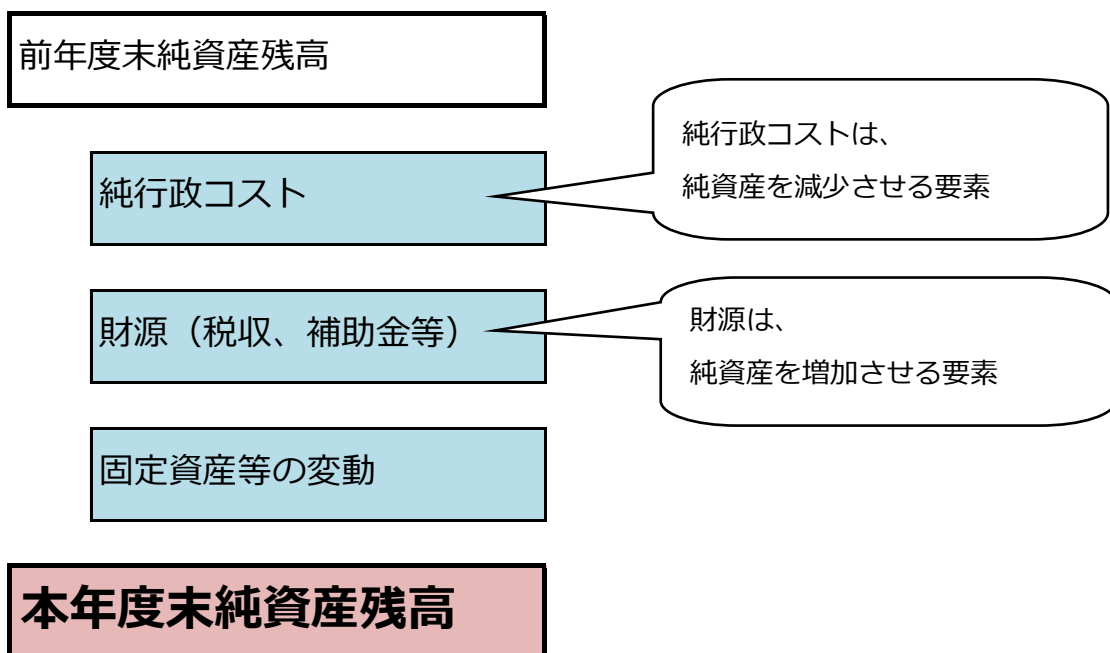 前年度末純資産残高
純行政コストは、
純資産を減少させる要素
純行政コスト
財源は、
純資産を増加させる要素
財源（税収、補助金等）
固定資産等の変動
本年度末純資産残高